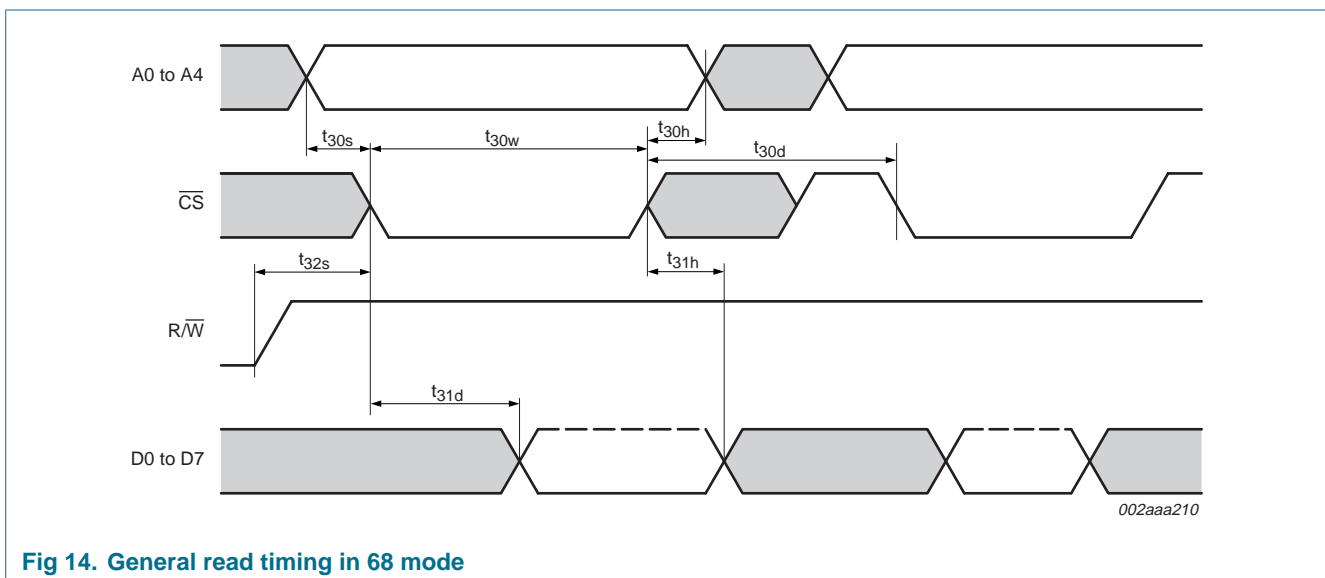 A0 to A4
t30s
t30w
t30h
t30d
CS
t32s
t31h
R/W
t31d
D0 to D7
002aaa210
Fig 14. General read timing in 68 mode